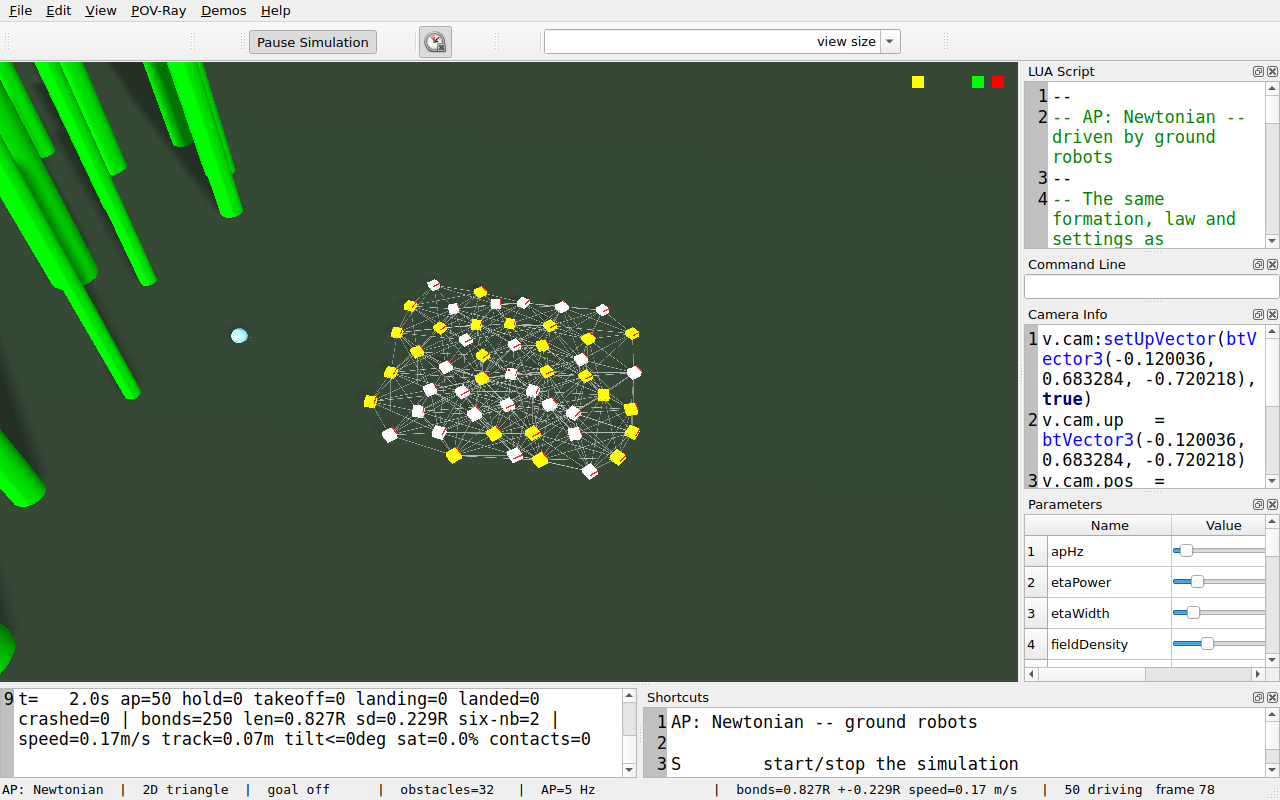 File Edit View POV-Ray Demos Help
Pause Simulation
view size
LUA Script
1 --
2 -- AP: Newtonian --
driven by ground
robots
3 --
4 -- The same
formation, law and
settings as
Command Line
Camera Info
1 v.cam:setUpVector(btV
ector3(-0.120036,
0.683284, -0.720218),
true)
2 v.cam.up   =
btVector3(-0.120036,
0.683284, -0.720218)
3 v.cam.pos  =
Parameters
Name Value
1 apHz
2 etaPower
3 etaWidth
4 fieldDensity
9 t=   2.0s ap=50 hold=0 takeoff=0 landing=0 landed=0
crashed=0 | bonds=250 len=0.827R sd=0.229R six-nb=2 |
speed=0.17m/s track=0.07m tilt<=0deg sat=0.0% contacts=0
Shortcuts
1 AP: Newtonian -- ground robots
2
3 S        start/stop the simulation
AP: Newtonian  |  2D triangle  |  goal off      |  obstacles=32   |  AP=5 Hz                        |  bonds=0.827R +-0.229R speed=0.17 m/s   |  50 driving  frame 78